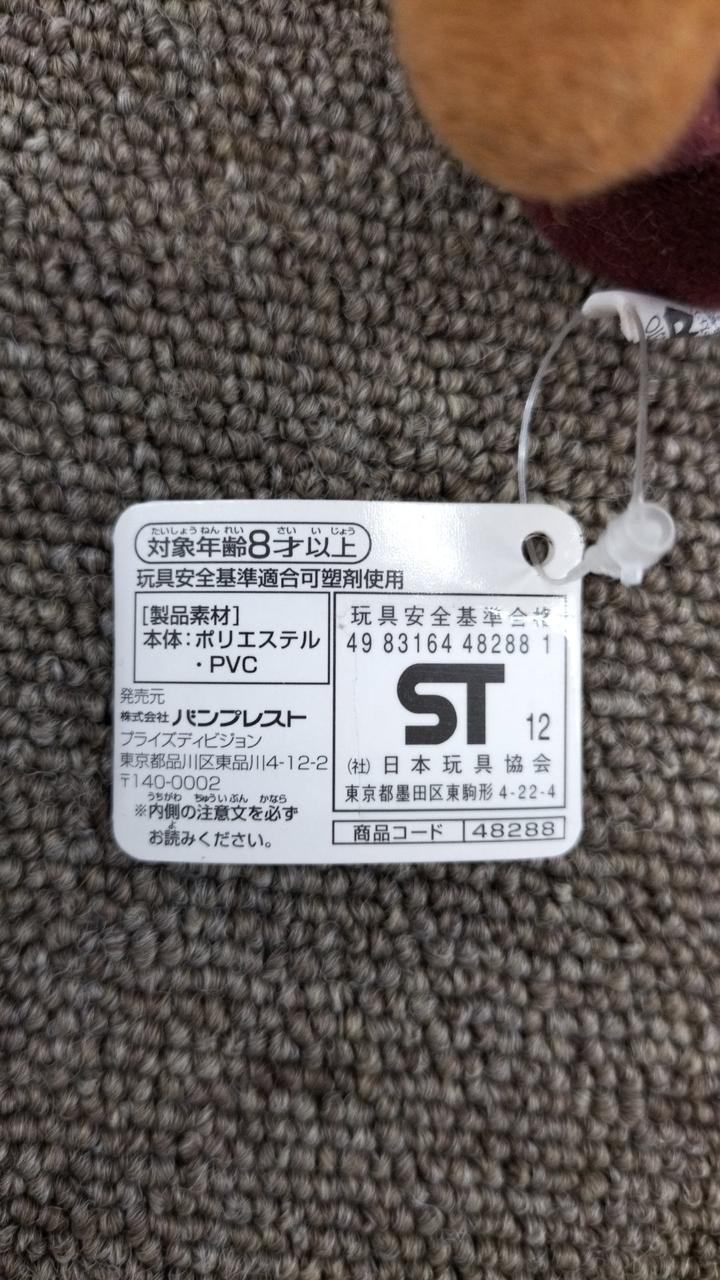 たいしょうねんれい さい いじょう
対象年齢8才以上
玩具安全基準適合可塑剤使用
[製品素材]
本体:ポリエステル
・PVC
発売元
株式会社 バンプレスト
プライズディビジョン
東京都品川区東品川4-12-2
〒140-0002
うちがわ ちゅういぶん かなら
※内側の注意文を必ず
よ
お読みください。
玩具安全基準合格
49 83164 48288 1
ST 12
(社)日本玩具協会
東京都墨田区東駒形 4-22-4
商品コード 48288